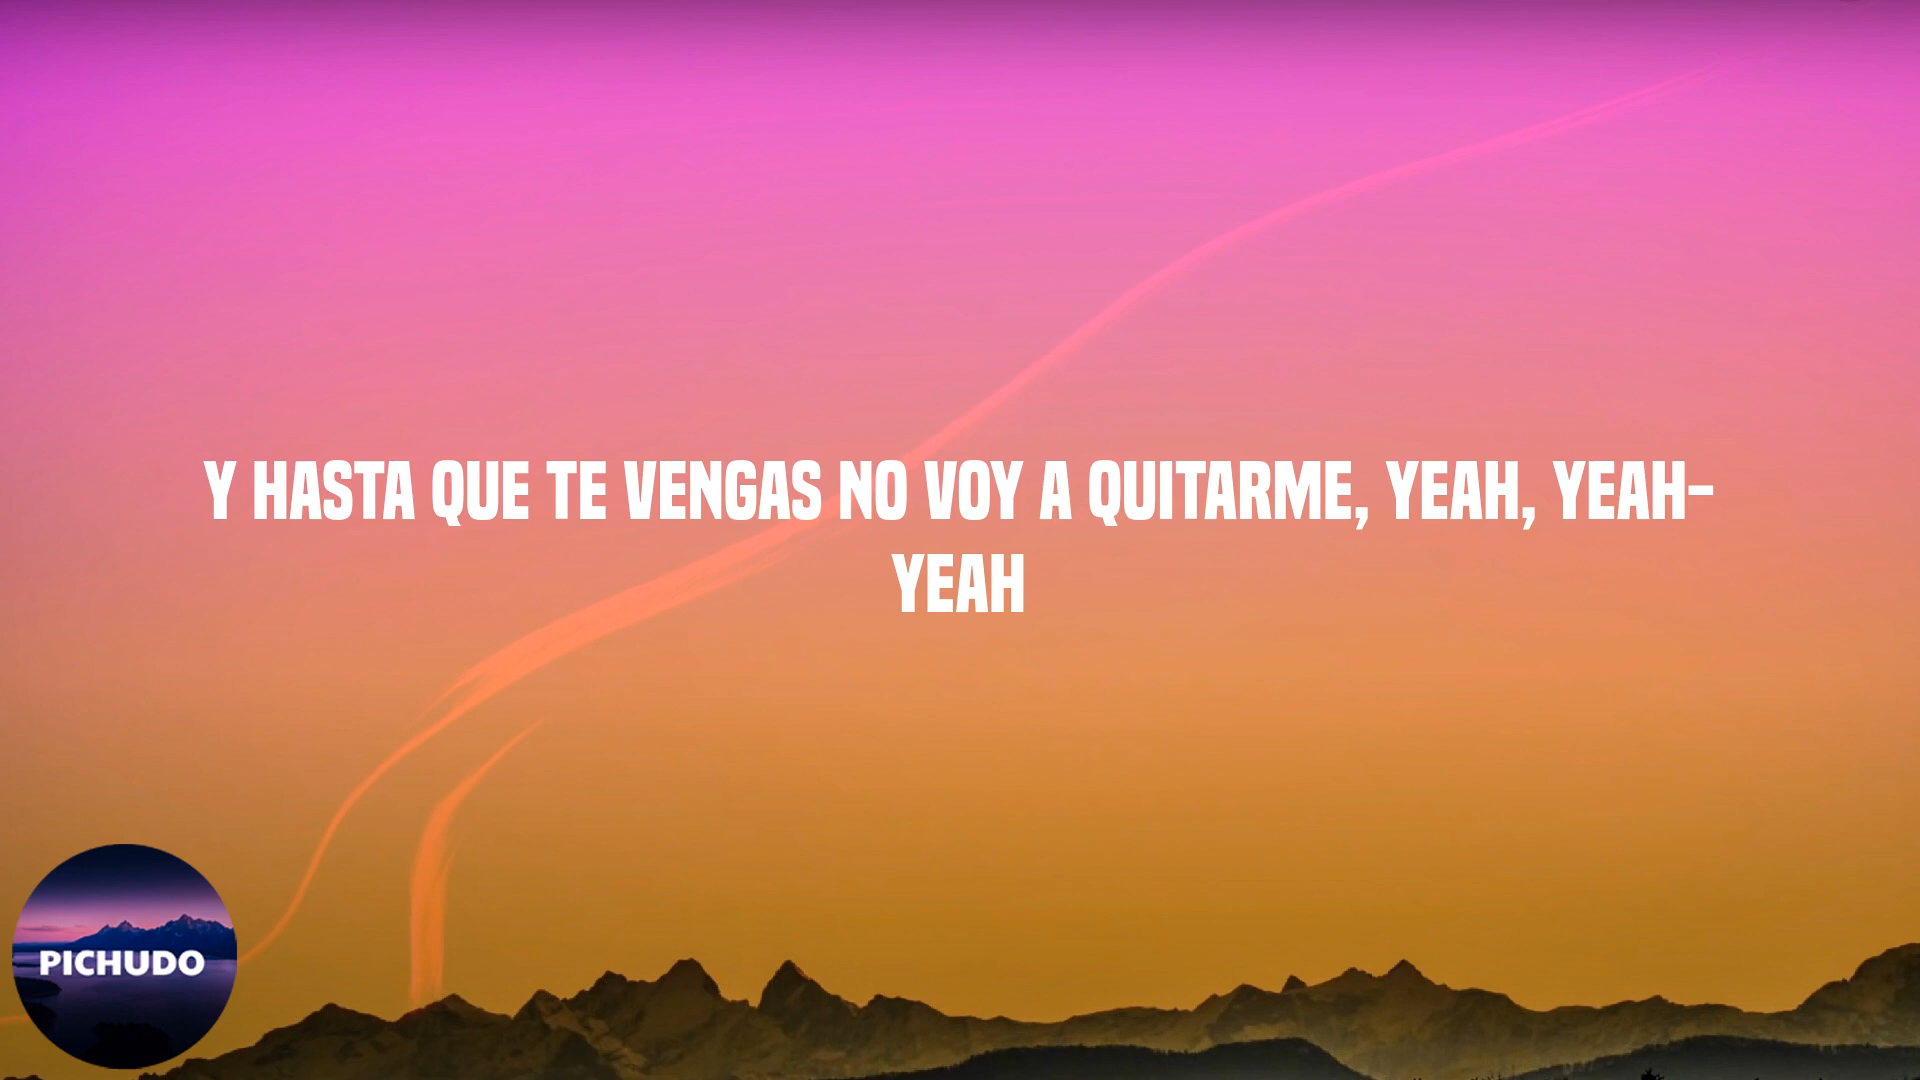 Y HASTA QUE TE VENGAS NO VOY A QUITARME, YEAH, YEAH-
YEAH
PICHUDO